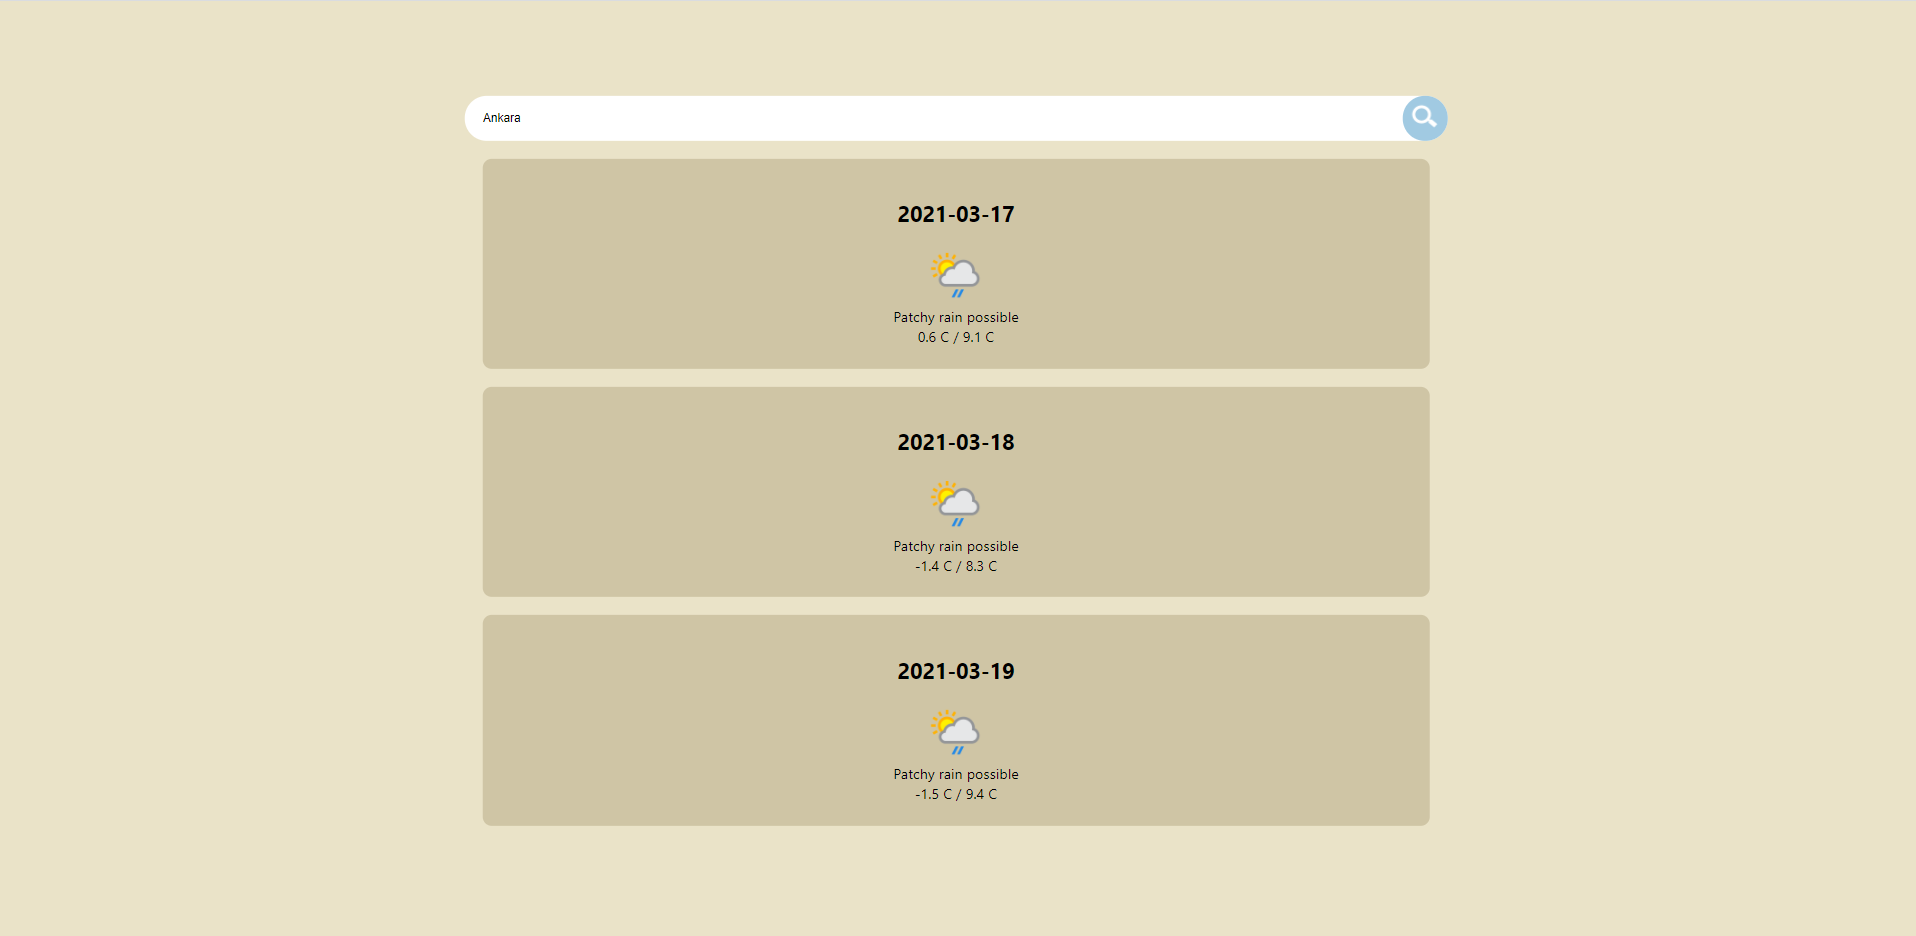 Ankara
2021-03-17
Patchy rain possible
0.6 C / 9.1 C
2021-03-18
Patchy rain possible
-1.4 C / 8.3 C
2021-03-19
Patchy rain possible
-1.5 C / 9.4 C